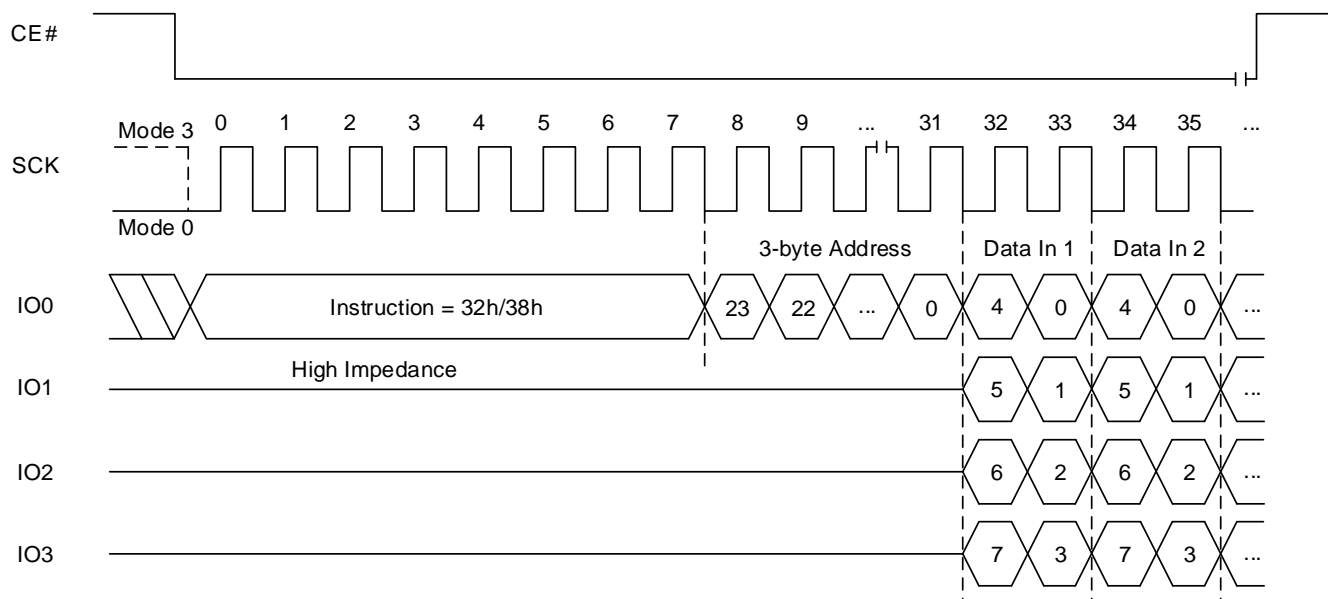 CE#
Mode 3 0 1 2 3 4 5 6 7 8 9 ... 31 32 33 34 35 ...
SCK
Mode 0
3-byte Address Data In 1 Data In 2
IO0 Instruction = 32h/38h 23 22 ... 0 4 0 4 0 ...
High Impedance
IO1 5 1 5 1 ...
IO2 6 2 6 2 ...
IO3 7 3 7 3 ...